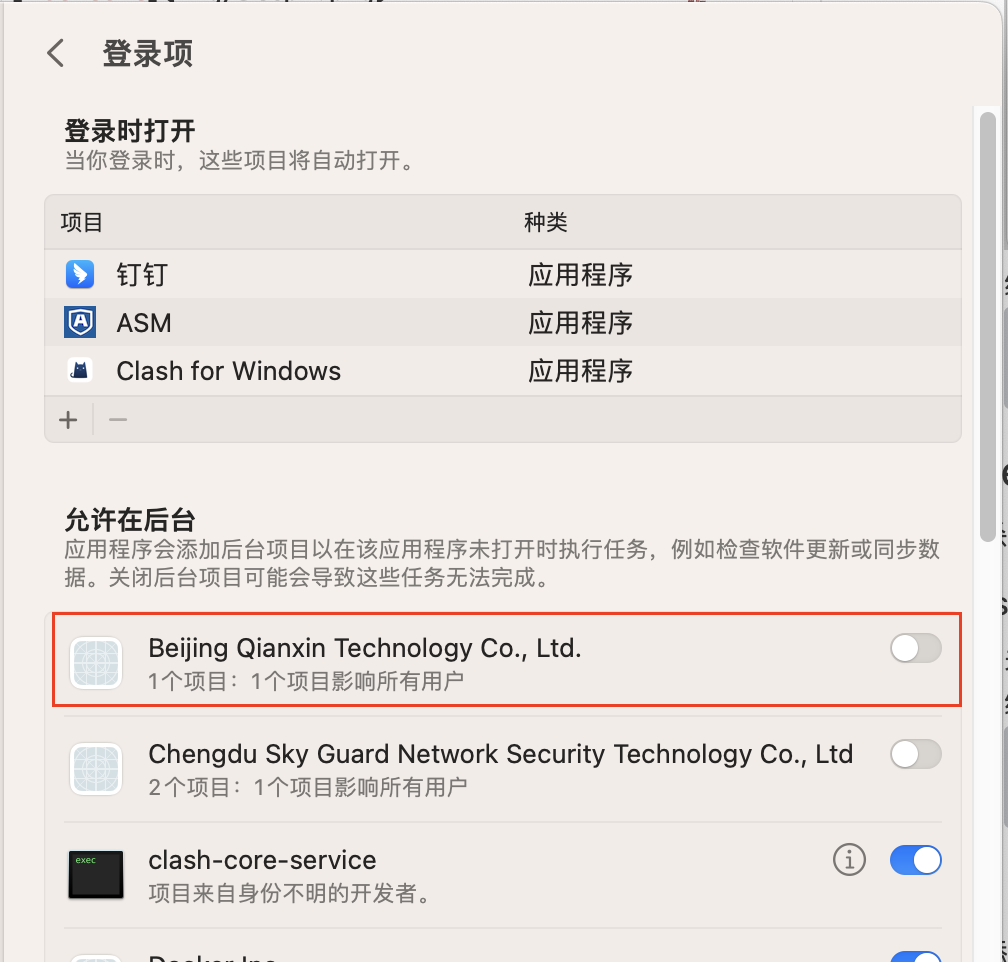 登录项
登录时打开
当你登录时，这些项目将自动打开。
项目 种类
钉钉 应用程序
ASM 应用程序
Clash for Windows 应用程序
允许在后台
应用程序会添加后台项目以在该应用程序未打开时执行任务，例如检查软件更新或同步数
据。关闭后台项目可能会导致这些任务无法完成。
Beijing Qianxin Technology Co., Ltd.
1个项目：1个项目影响所有用户
Chengdu Sky Guard Network Security Technology Co., Ltd
2个项目：1个项目影响所有用户
exec
clash-core-service
项目来自身份不明的开发者。